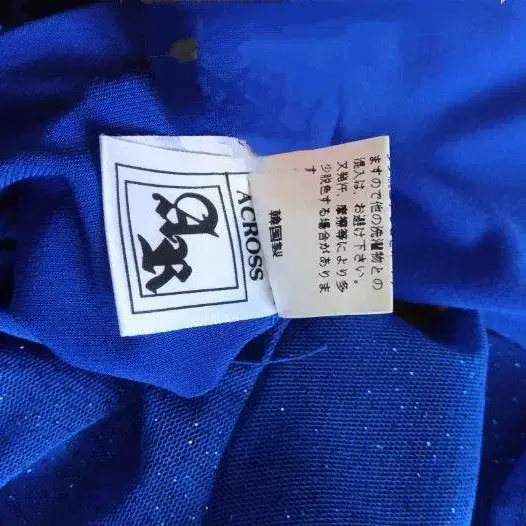 ACROSS
韓国製
ますので他の洗濯物との
混入は、お避け下さい。
又発汗、摩擦等により多
少脱色する場合がありま
す